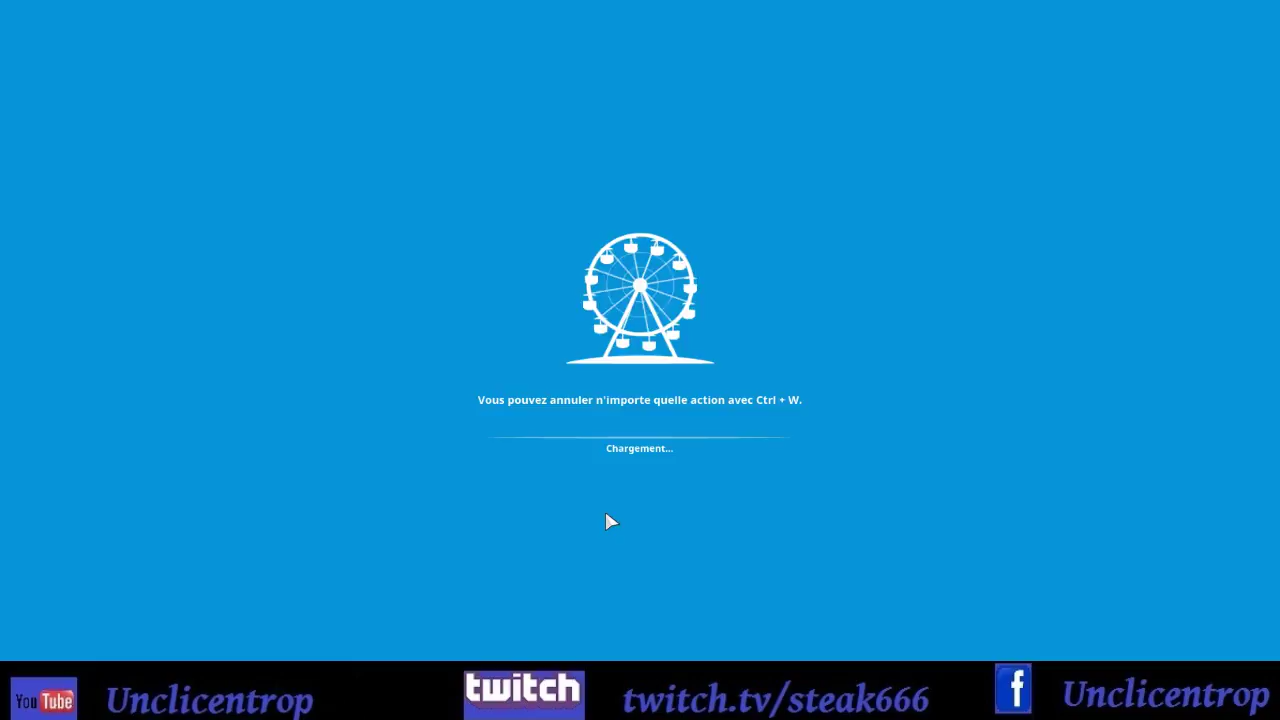 Vous pouvez annuler n'importe quelle action avec Ctrl + W.
Chargement...
You Tube Unclicentrop twitch twitch.tv/steak666 f Unclicentrop